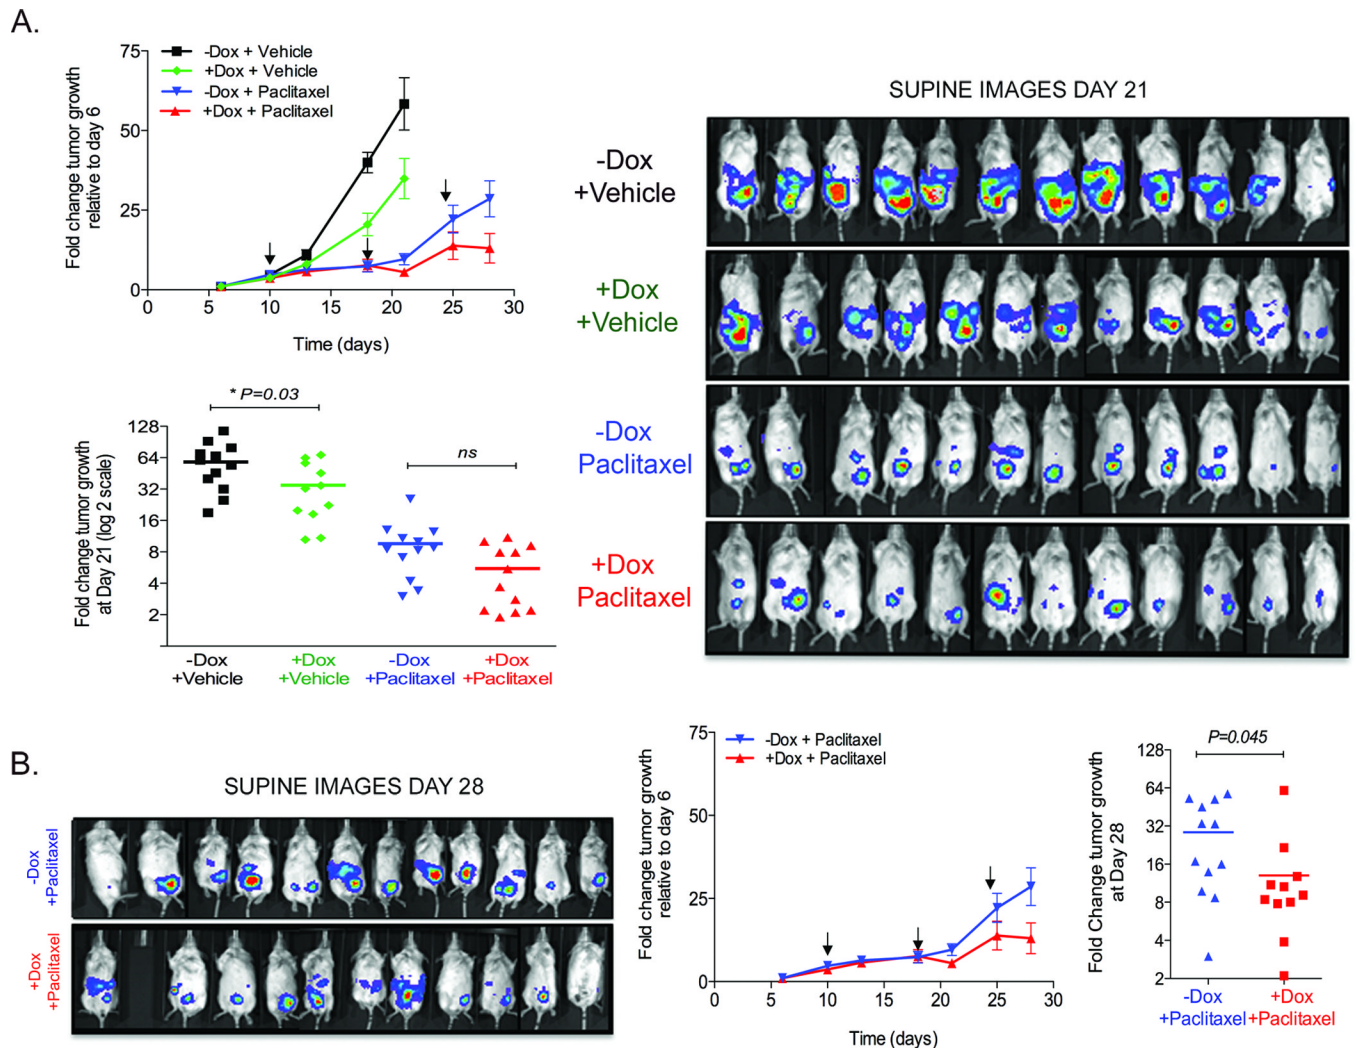 A.
Fold change tumor growth
relative to day 6
75
50
25
0
-Dox + Vehicle
+Dox + Vehicle
-Dox + Paclitaxel
+Dox + Paclitaxel
0 5 10 15 20 25 30
Time (days)
SUPINE IMAGES DAY 21
-Dox
+Vehicle
+Dox
+Vehicle
-Dox
Paclitaxel
+Dox
Paclitaxel
Fold change tumor growth
at Day 21 (log 2 scale)
128
64
32
16
8
4
2
* P=0.03
ns
-Dox
+Vehicle
+Dox
+Vehicle
-Dox
+Paclitaxel
+Dox
+Paclitaxel
B.
SUPINE IMAGES DAY 28
-Dox
+Paclitaxel
+Dox
+Paclitaxel
Fold change tumor growth
relative to day 6
75
50
25
0
-Dox + Paclitaxel
+Dox + Paclitaxel
0 5 10 15 20 25 30
Time (days)
Fold Change tumor growth
at Day 28
128
64
32
16
8
4
2
P=0.045
-Dox
+Paclitaxel
+Dox
+Paclitaxel